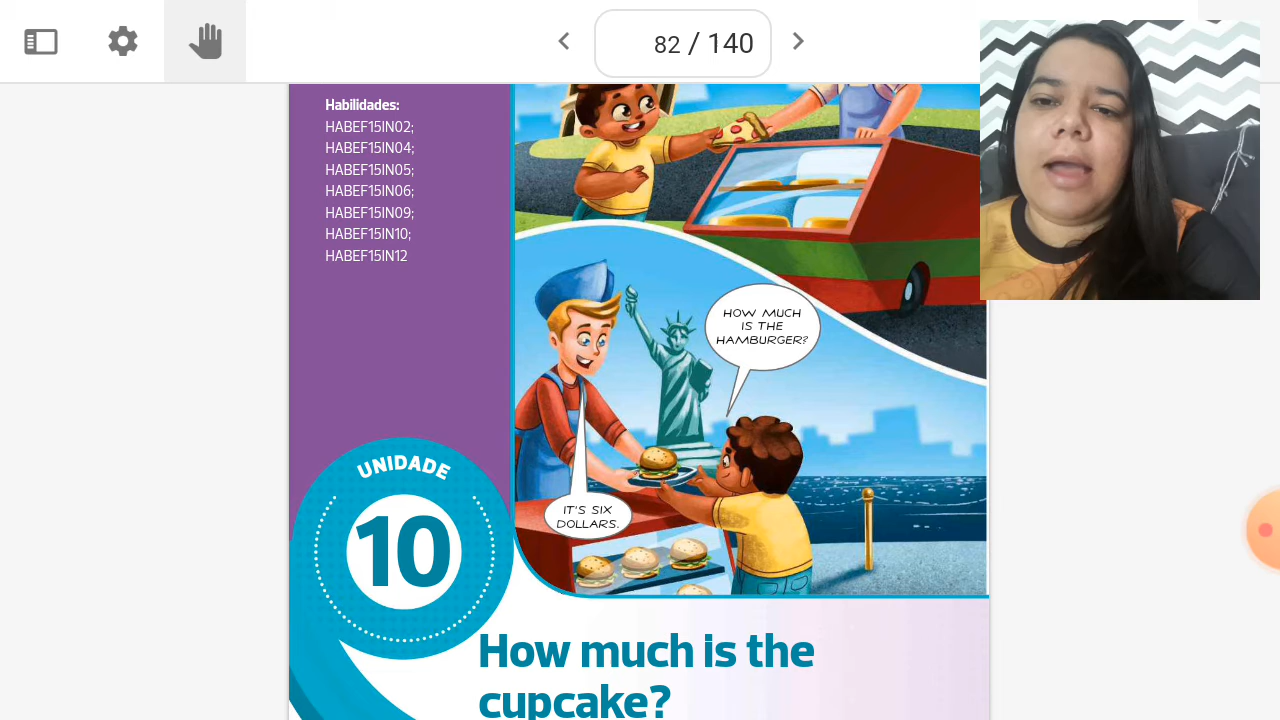 82 / 140
Habilidades:
HABEF15IN02;
HABEF15IN04;
HABEF15IN05;
HABEF15IN06;
HABEF15IN09;
HABEF15IN10;
HABEF15IN12
HOW MUCH
IS THE
HAMBURGER?
IT'S SIX
DOLLARS.
UNIDADE
10
How much is the
cupcake?